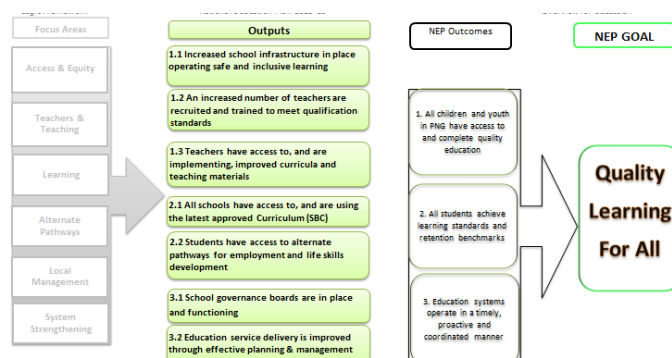 Focus Areas
Access & Equity
Teachers &
Teaching
Learning
Alternate
Pathways
Local
Management
System
Strengthening
Outputs
1.1 Increased school infrastructure in place
operating safe and inclusive learning
1.2 An increased number of teachers are
recruited and trained to meet qualification
standards
1.3 Teachers have access to, and are
implementing, improved curricula and
teaching materials
2.1 All schools have access to, and are using
the latest approved Curriculum (SBC)
2.2 Students have access to alternate
pathways for employment and life skills
development
3.1 School governance boards are in place
and functioning
3.2 Education service delivery is improved
through effective planning & management
NEP Outcomes
1. All children and youth
in PNG have access to
and complete quality
education
2. All students achieve
learning standards and
retention benchmarks
3. Education systems
operate in a timely,
proactive and
coordinated manner
NEP GOAL
Quality
Learning
For All